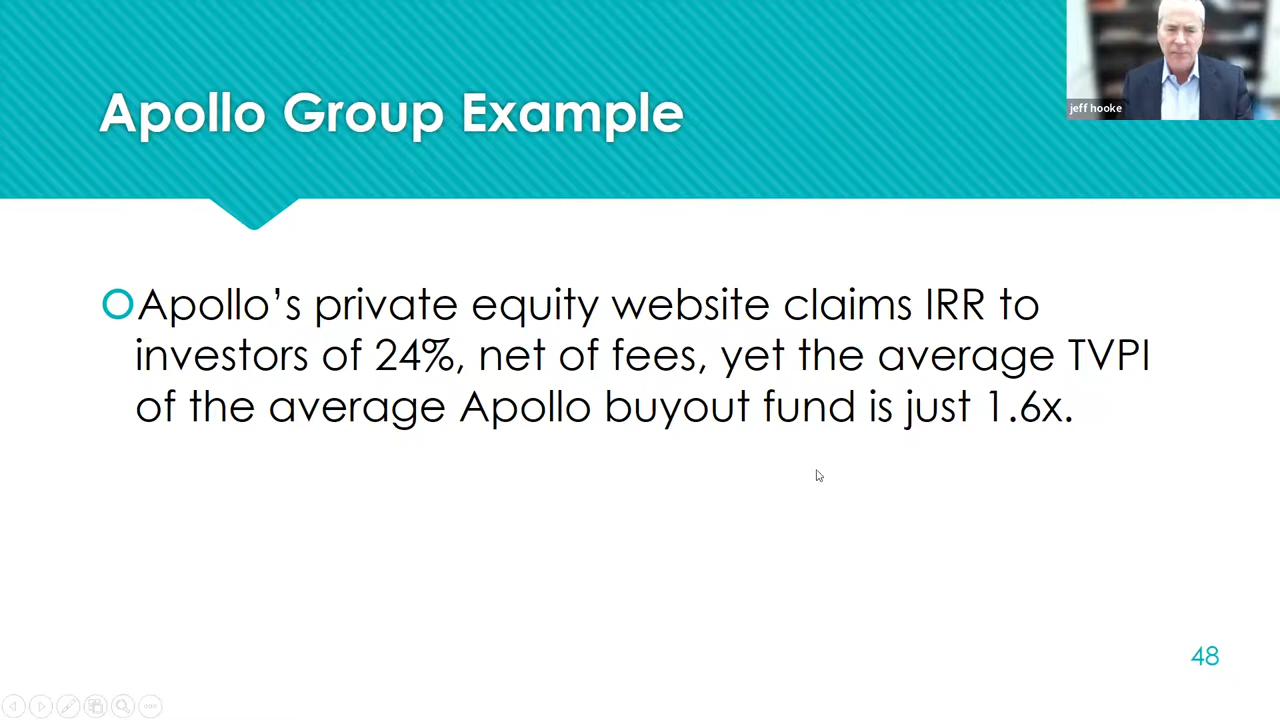 jeff hooke
Apollo Group Example
Apollo’s private equity website claims IRR to
investors of 24%, net of fees, yet the average TVPI
of the average Apollo buyout fund is just 1.6x.
48